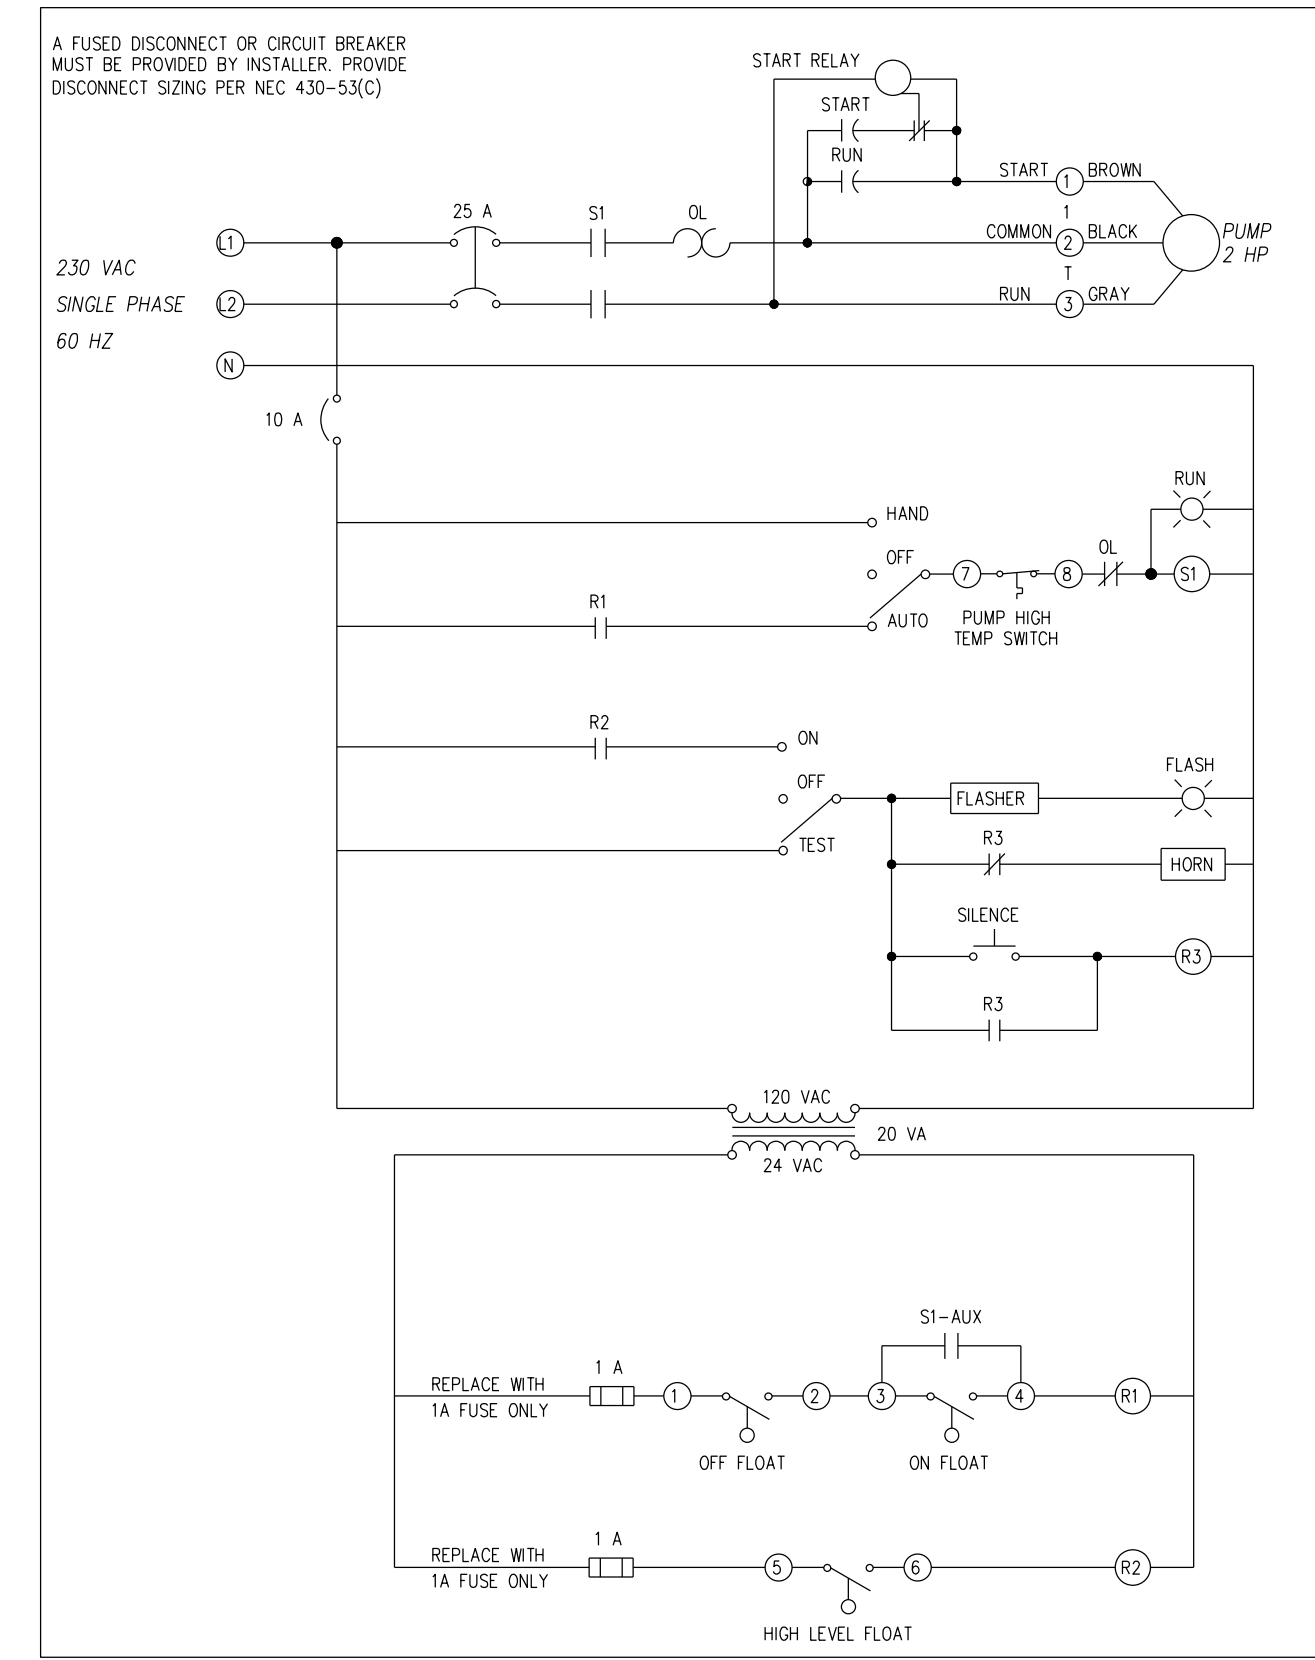 A FUSED DISCONNECT OR CIRCUIT BREAKER
MUST BE PROVIDED BY INSTALLER. PROVIDE
DISCONNECT SIZING PER NEC 430-53(C)
START RELAY
START
RUN
START 1 BROWN
25 A
S1
OL
1
L1
COMMON 2 BLACK
PUMP
2 HP
230 VAC
T
SINGLE PHASE
L2
RUN 3 GRAY
60 HZ
N
10 A
RUN
HAND
OFF
7
8
OL
S1
R1
AUTO
PUMP HIGH
TEMP SWITCH
R2
ON
OFF
FLASHER
FLASH
TEST
R3
HORN
SILENCE
R3
R3
120 VAC
20 VA
24 VAC
S1-AUX
1 A
REPLACE WITH
1A FUSE ONLY
1
2
3
4
R1
OFF FLOAT
ON FLOAT
1 A
REPLACE WITH
1A FUSE ONLY
5
6
R2
HIGH LEVEL FLOAT